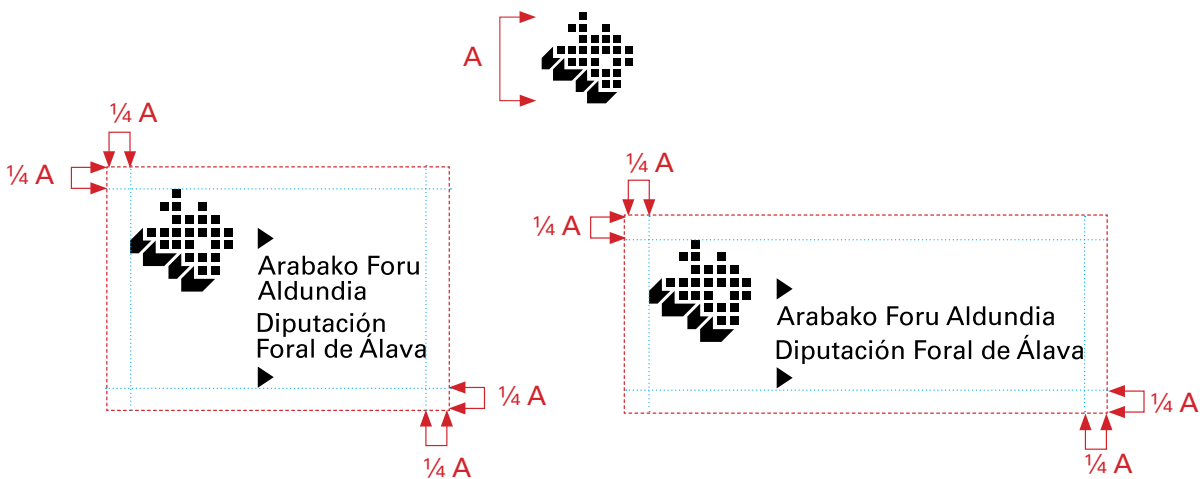 A
¼ A
¼ A
Arabako Foru
Aldundia
Diputación
Foral de Álava
¼ A
¼ A
¼ A
¼ A
Arabako Foru Aldundia
Diputación Foral de Álava
¼ A
¼ A